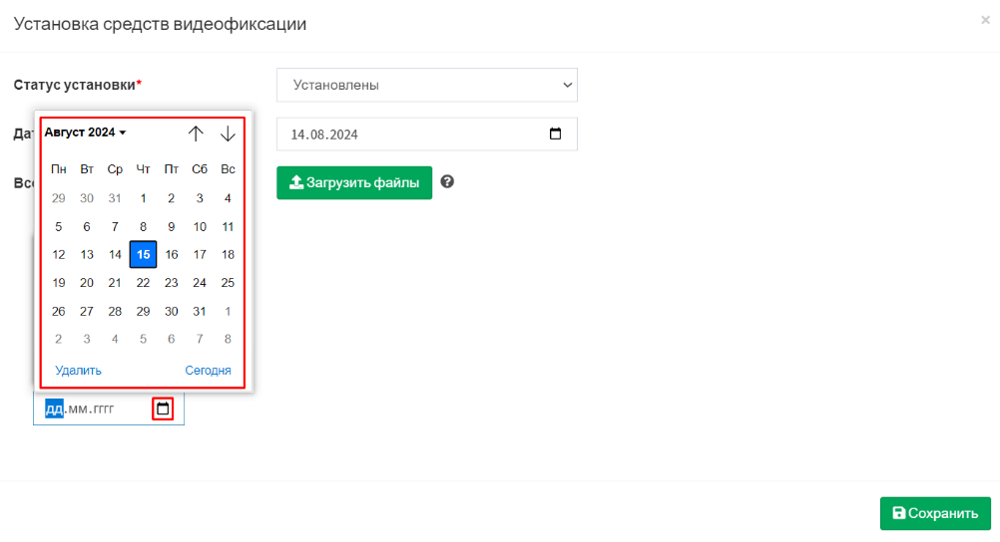 Установка средств видеофиксации
×
Статус установки*
Установлены
Дат
14.08.2024
Все
Загрузить файлы
?
Август 2024
Пн Вт Ср Чт Пт Сб Вс
29 30 31 1 2 3 4
5 6 7 8 9 10 11
12 13 14 15 16 17 18
19 20 21 22 23 24 25
26 27 28 29 30 31 1
2 3 4 5 6 7 8
Удалить Сегодня
дд.мм.гггг
Сохранить